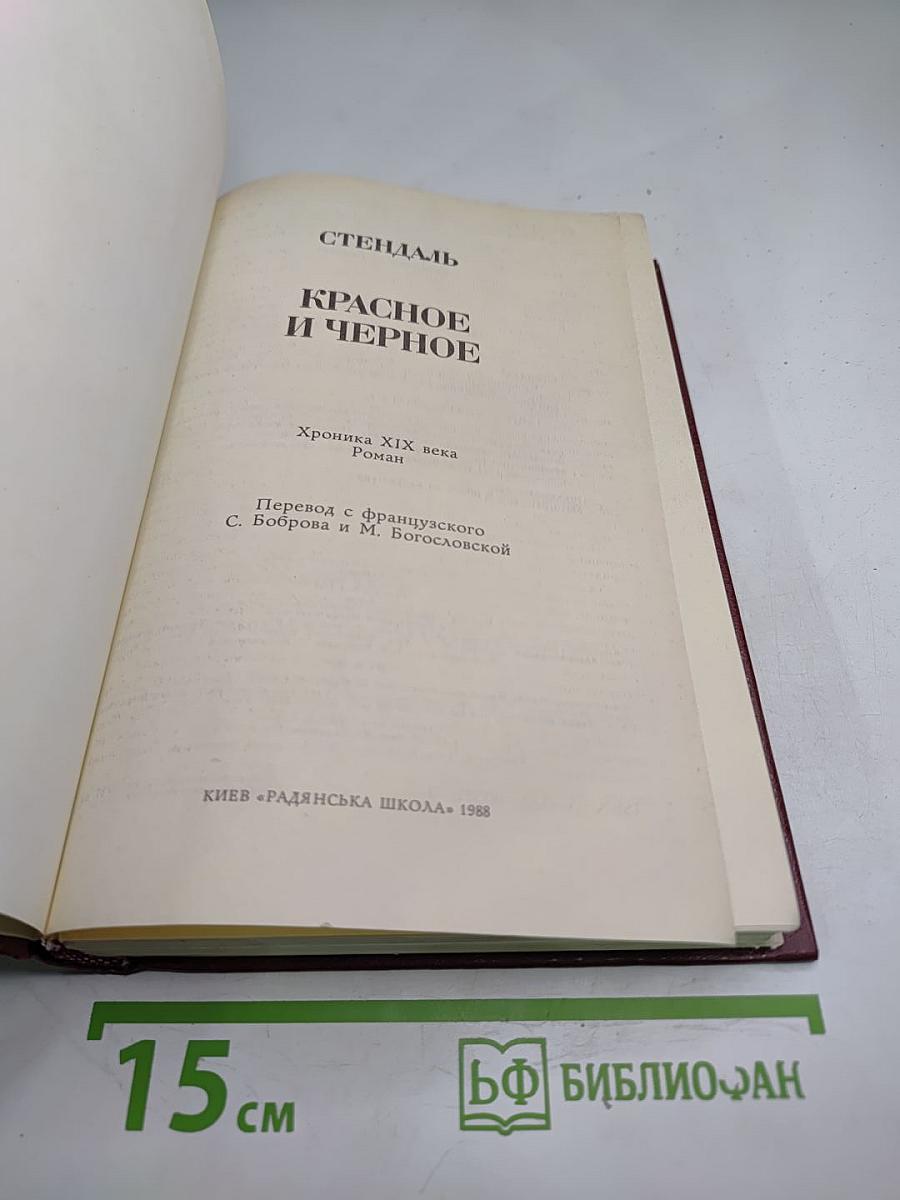 СТЕНДАЛЬ
КРАСНОЕ
И ЧЕРНОЕ
Хроника XIX века
Роман
Перевод с французского
С. Боброва и М. Богословской
КИЕВ «РАДЯНСЬКА ШКОЛА» 1988
15 см
БФ БИБЛИОФАН